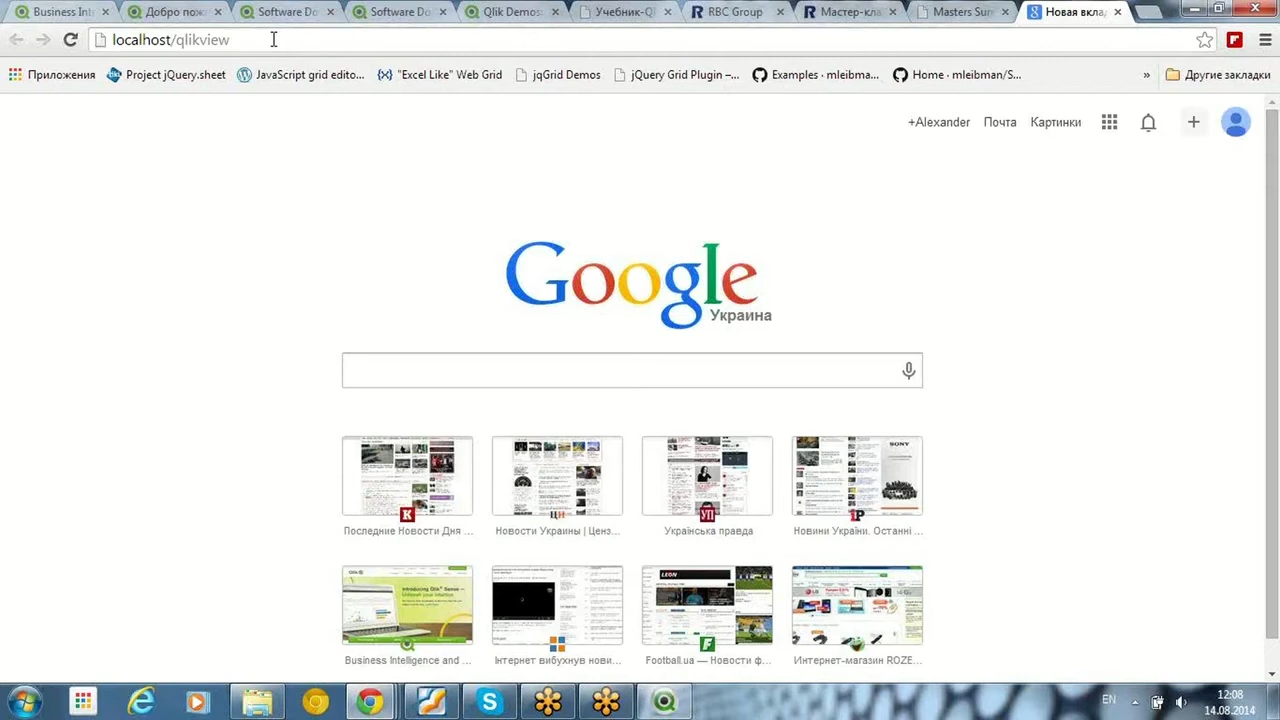 Business Int
Добро пож
Software Do
Software Do
Qlik Demos
Учебник-Ql
RBC Group
Мастер-кла
Masters Sum
Новая вкла
localhost/qlikview
Приложения
Project jQuery.sheet
JavaScript grid edito...
"Excel Like" Web Grid
jqGrid Demos
jQuery Grid Plugin –...
Examples · mleibma...
Home · mleibman/S...
»
Другие закладки
+Alexander Почта Картинки
Google
Украина
Последние Новости Дня ...
Новости Украины | Ценз...
Українська правда
Новини України. Останні ...
Business Intelligence and ...
Інтернет вибухнув нови...
Football.ua — Новости ф...
Интернет-магазин ROZE...
EN
12:08
14.08.2014